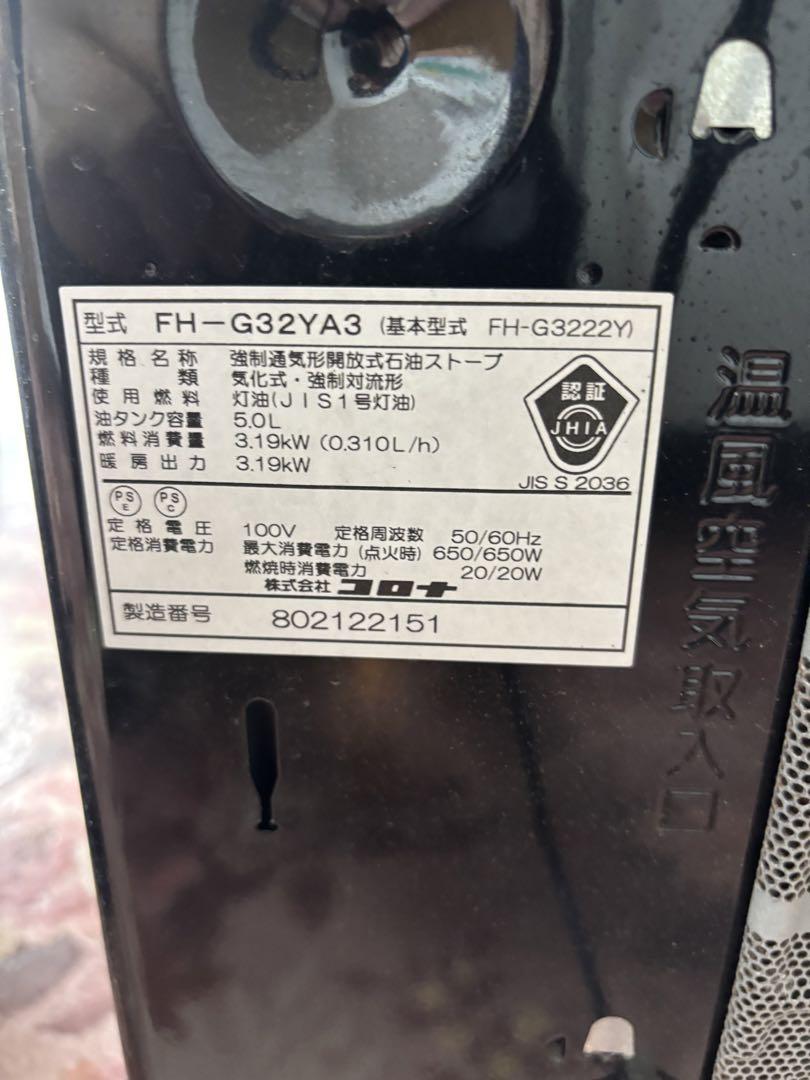 型式 FH-G32YA3 (基本型式 FH-G3222Y)
規格名称 強制通気形開放式石油ストーブ
種類 気化式・強制対流形
使用燃料 灯油(JIS1号灯油)
油タンク容量 5.0L
燃料消費量 3.19kW (0.310L/h)
暖房出力 3.19kW
認証
JHIA
JIS S 2036
PS E PS C
定格電圧 100V 定格周波数 50/60Hz
定格消費電力 最大消費電力(点火時) 650/650W
燃焼時消費電力 20/20W
株式会社 コロナ
製造番号 802122151
温風空気取入口